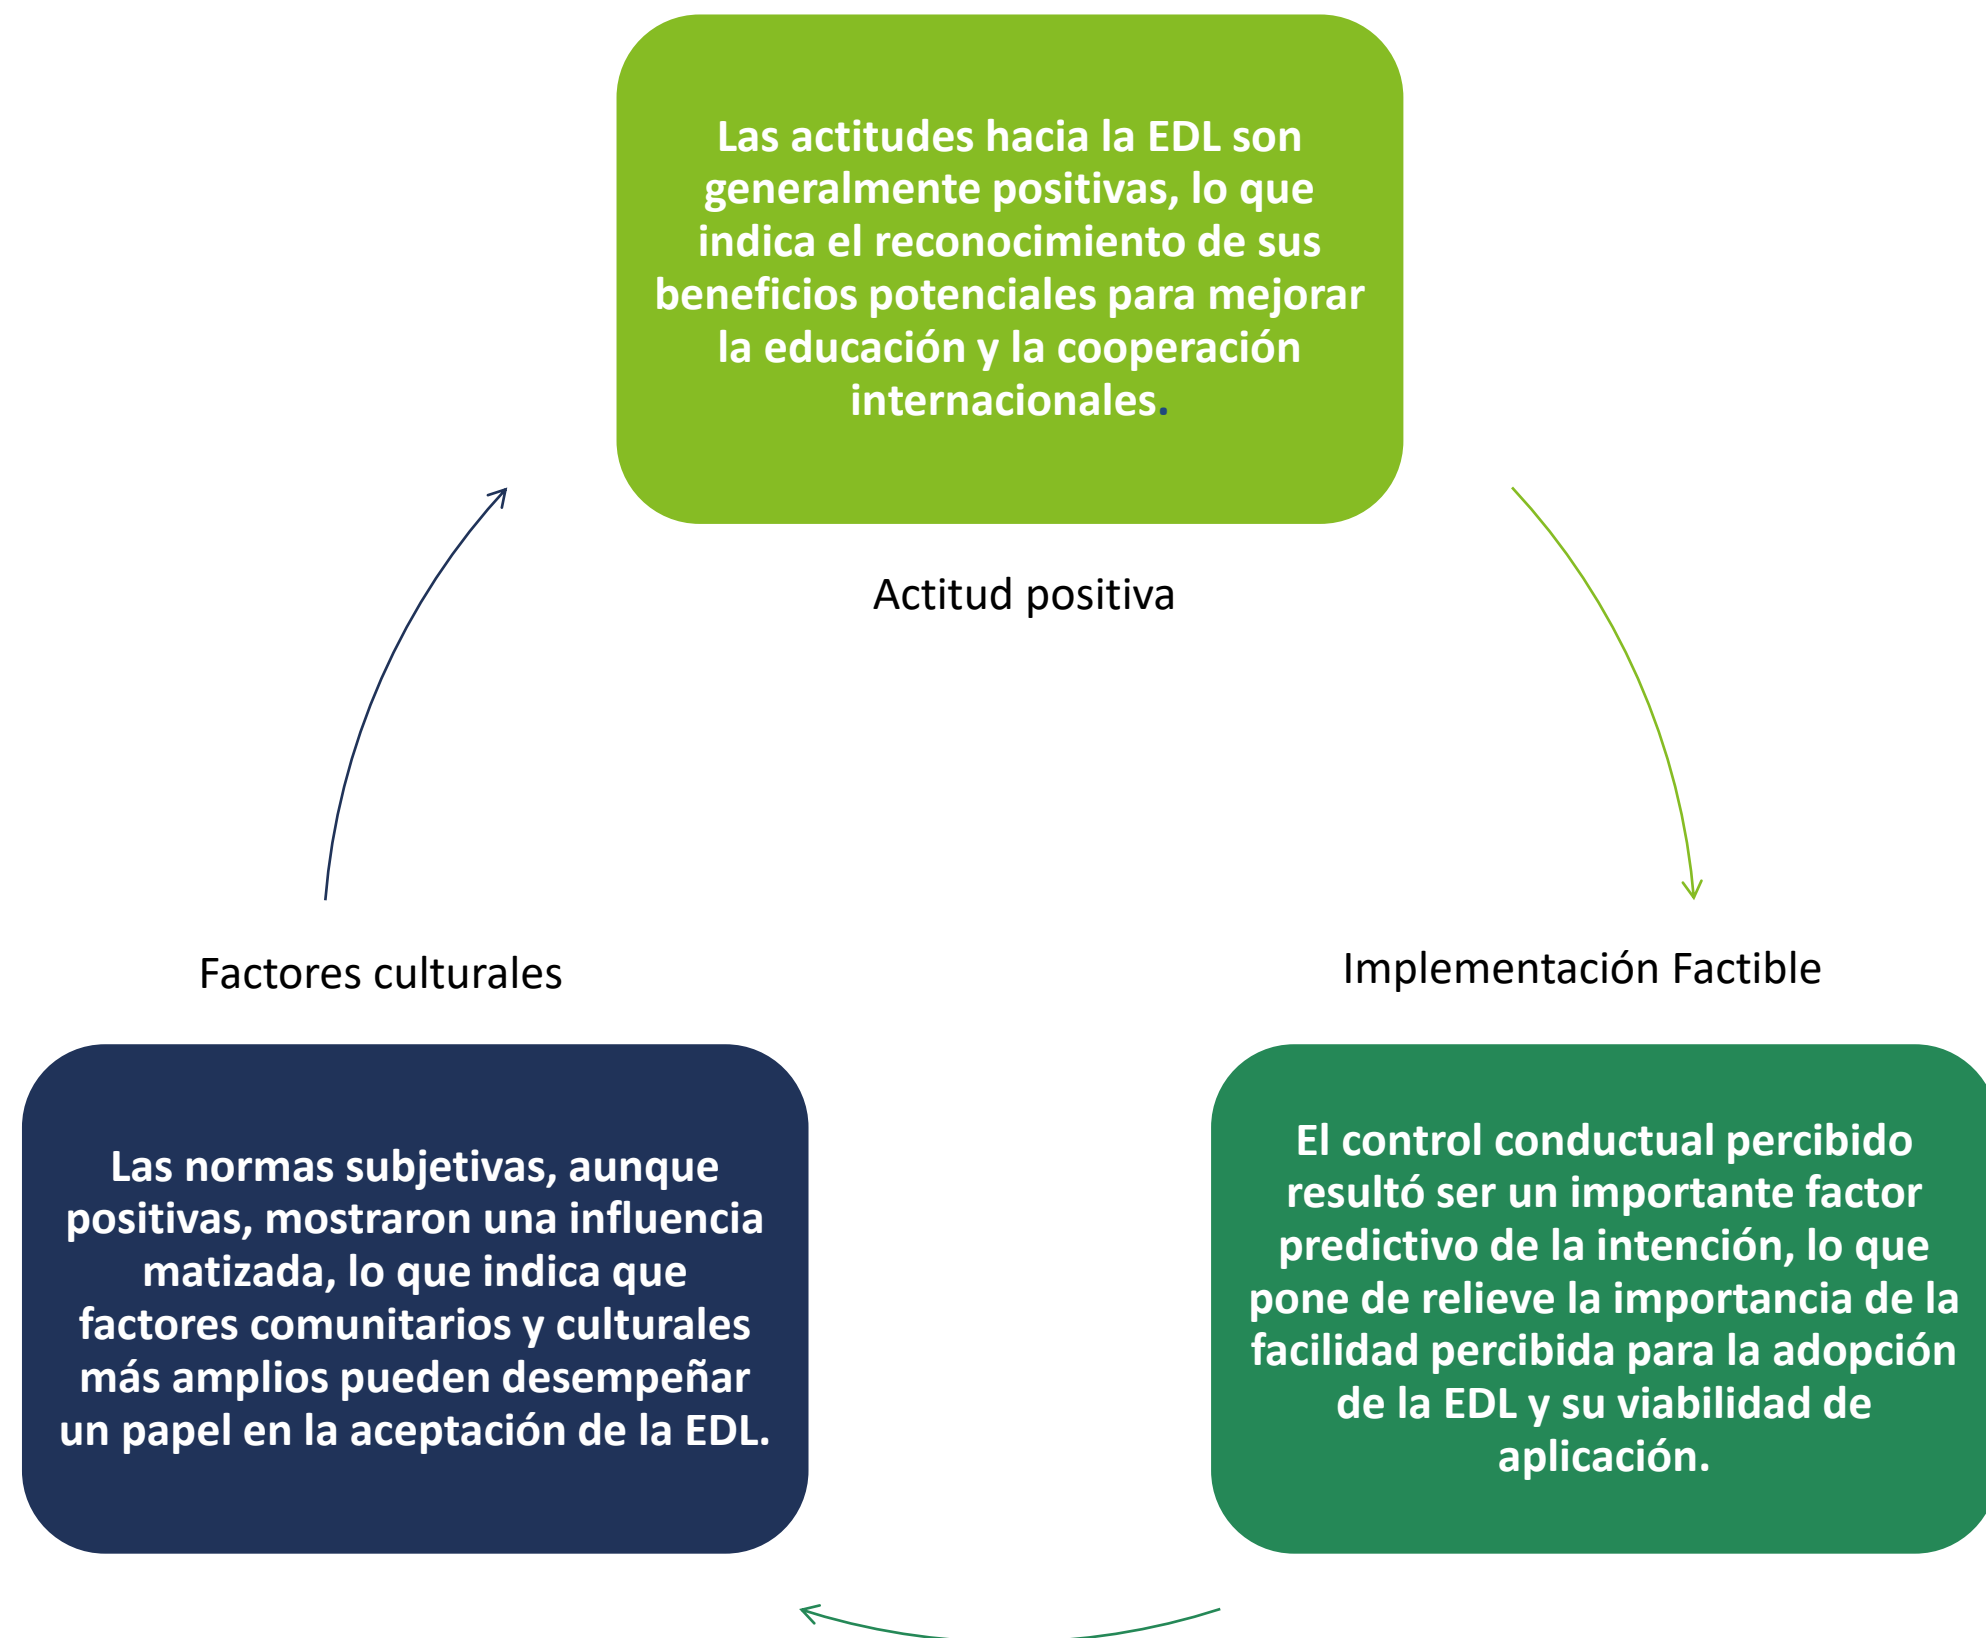 Las actitudes hacia la EDL son
generalmente positivas, lo que
indica el reconocimiento de sus
beneficios potenciales para mejorar
la educación y la cooperación
internacionales.
Actitud positiva
Factores culturales
Las normas subjetivas, aunque
positivas, mostraron una influencia
matizada, lo que indica que
factores comunitarios y culturales
más amplios pueden desempeñar
un papel en la aceptación de la EDL.
Implementación Factible
El control conductual percibido
resultó ser un importante factor
predictivo de la intención, lo que
pone de relieve la importancia de la
facilidad percibida para la adopción
de la EDL y su viabilidad de
aplicación.